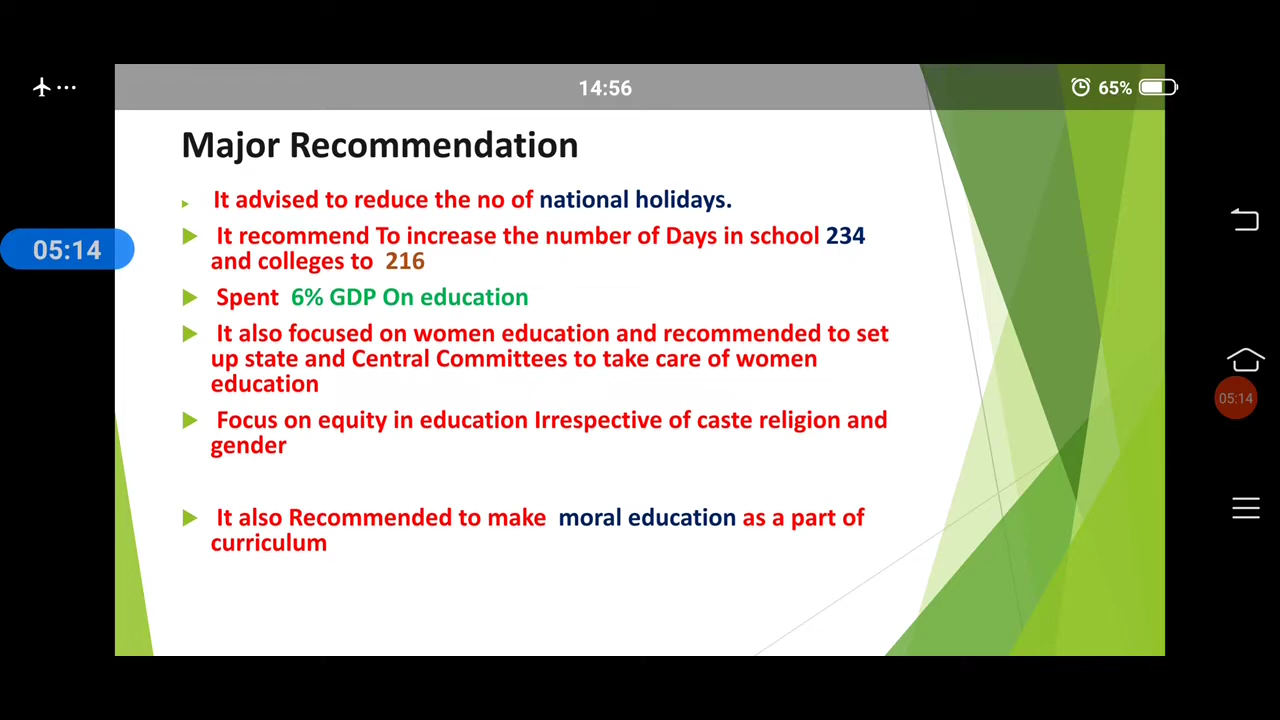 14:56
65%
Major Recommendation
It advised to reduce the no of national holidays.
05:14
It recommend To increase the number of Days in school 234
and colleges to 216
Spent 6% GDP On education
It also focused on women education and recommended to set
up state and Central Committees to take care of women
education
05:14
Focus on equity in education Irrespective of caste religion and
gender
It also Recommended to make moral education as a part of
curriculum